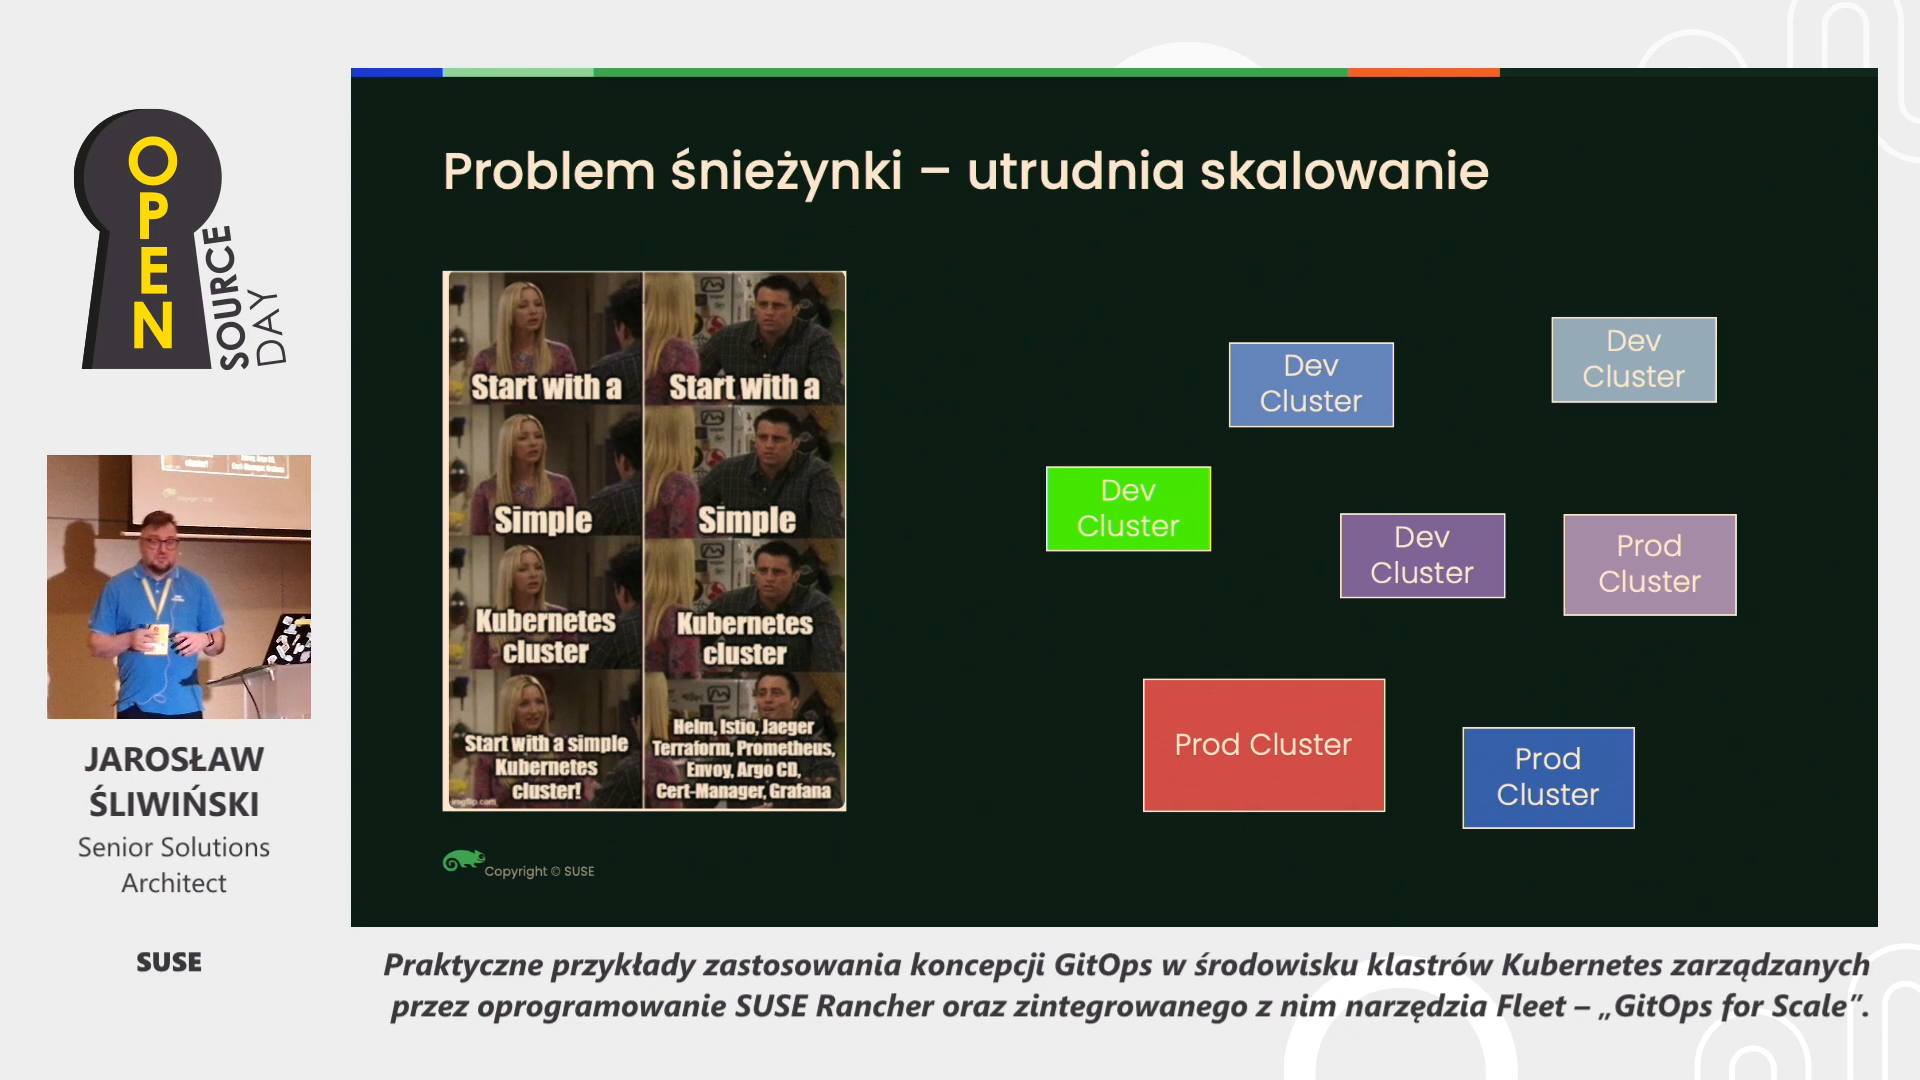 OPEN
SOURCE
DAY
JAROSŁAW
ŚLIWIŃSKI
Senior Solutions
Architect
SUSE
Problem śnieżynki – utrudnia skalowanie
Start with a
Start with a
Simple
Simple
Kubernetes
cluster
Kubernetes
cluster
Start with a simple
Kubernetes
cluster!
Helm, Istio, Jaeger
Terraform, Prometheus,
Envoy, Argo CD,
Cert-Manager, Grafana
imgflip.com
Dev
Cluster
Dev
Cluster
Dev
Cluster
Dev
Cluster
Prod
Cluster
Prod Cluster
Prod
Cluster
Copyright © SUSE
Praktyczne przykłady zastosowania koncepcji GitOps w środowisku klastrów Kubernetes zarządzanych
przez oprogramowanie SUSE Rancher oraz zintegrowanego z nim narzędzia Fleet – „GitOps for Scale”.